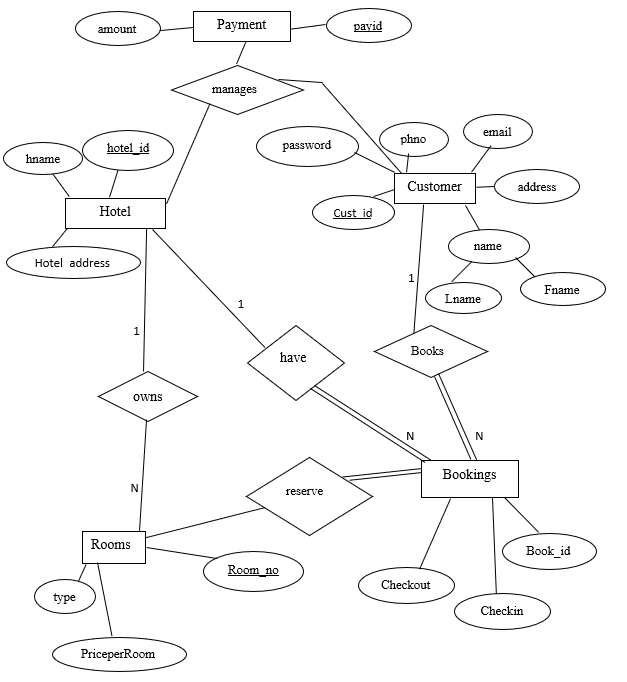 Payment
amount
payid
manages
hname
hotel_id
Hotel
Hotel address
password
phno
email
Customer
address
Cust_id
name
Lname
Fname
1
1
1
Books
have
owns
N
N
N
reserve
Bookings
Rooms
Room_no
type
PriceperRoom
Book_id
Checkout
Checkin